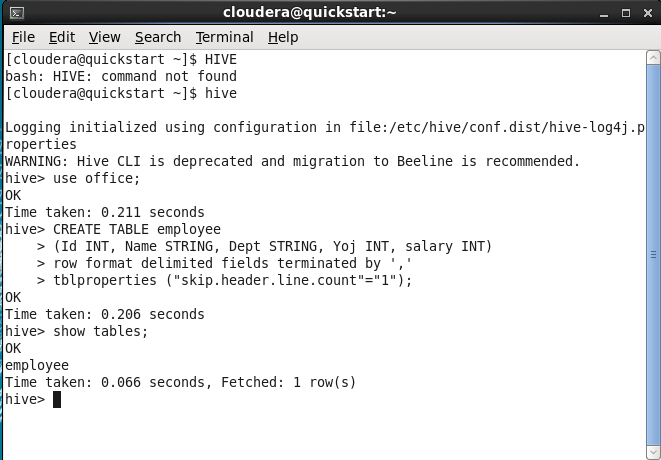 cloudera@quickstart:~
File Edit View Search Terminal Help
[cloudera@quickstart ~]$ HIVE
bash: HIVE: command not found
[cloudera@quickstart ~]$ hive
Logging initialized using configuration in file:/etc/hive/conf.dist/hive-log4j.p
roperties
WARNING: Hive CLI is deprecated and migration to Beeline is recommended.
hive> use office;
OK
Time taken: 0.211 seconds
hive> CREATE TABLE employee
    > (Id INT, Name STRING, Dept STRING, Yoj INT, salary INT)
    > row format delimited fields terminated by ','
    > tblproperties ("skip.header.line.count"="1");
OK
Time taken: 0.206 seconds
hive> show tables;
OK
employee
Time taken: 0.066 seconds, Fetched: 1 row(s)
hive>